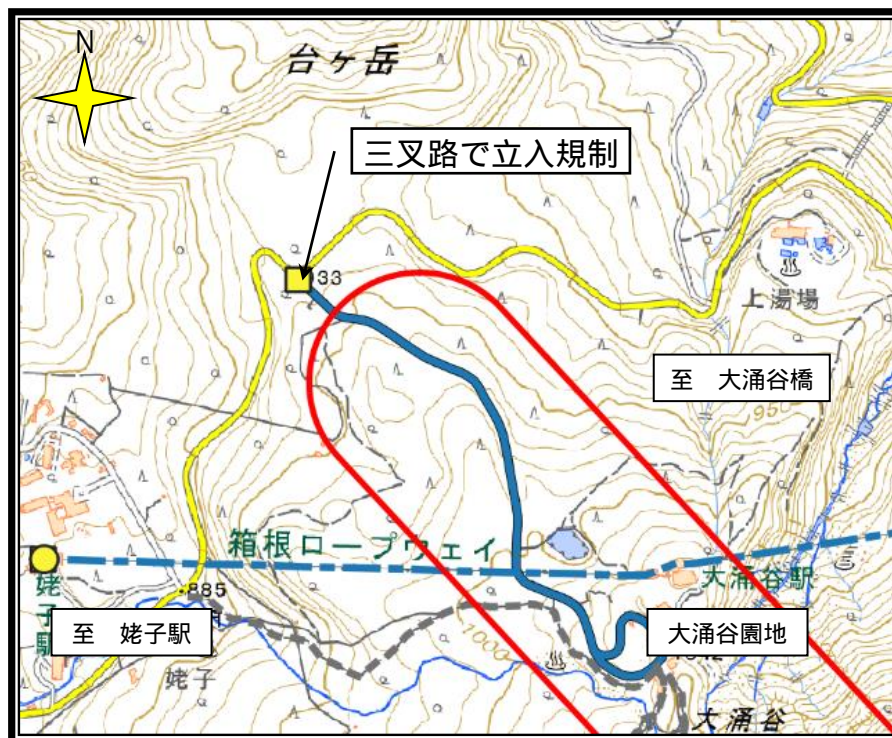 N
台ヶ岳
三叉路で立入規制
33
上湯場
至 大涌谷橋
950
箱根ロープウェイ
大涌谷駅
姥子駅
885
至 姥子駅
大涌谷園地
1000
姥子
大涌谷